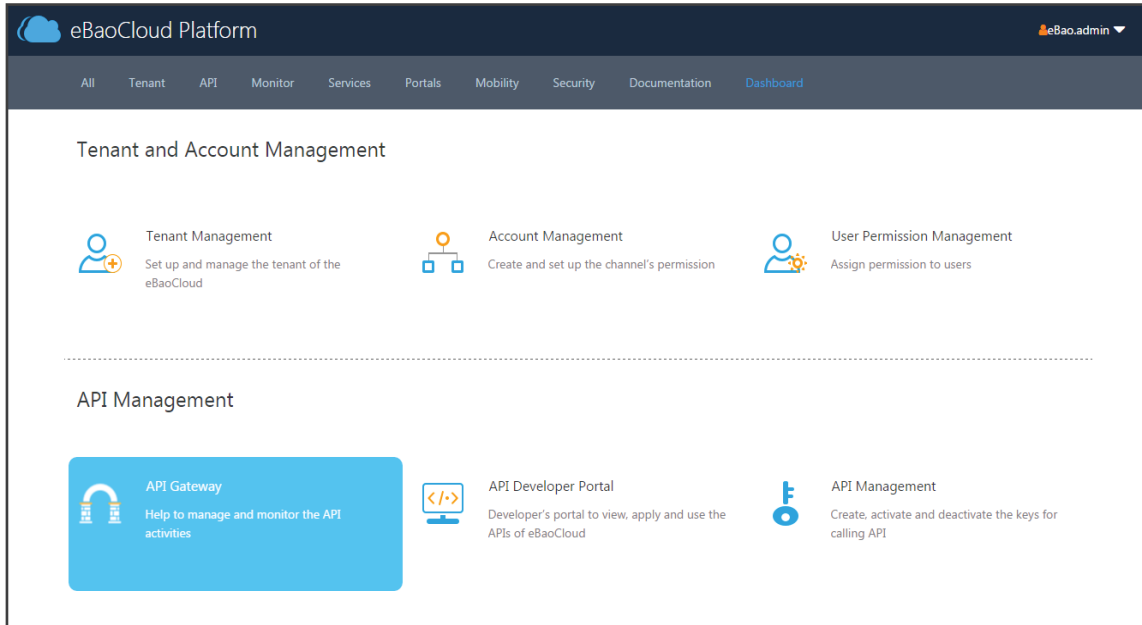 eBaoCloud Platform
eBao.admin
All Tenant API Monitor Services Portals Mobility Security Documentation Dashboard
Tenant and Account Management
Tenant Management
Set up and manage the tenant of the
eBaoCloud
Account Management
Create and set up the channel's permission
User Permission Management
Assign permission to users
API Management
API Gateway
Help to manage and monitor the API
activities
API Developer Portal
Developer's portal to view, apply and use the
APIs of eBaoCloud
API Management
Create, activate and deactivate the keys for
calling API